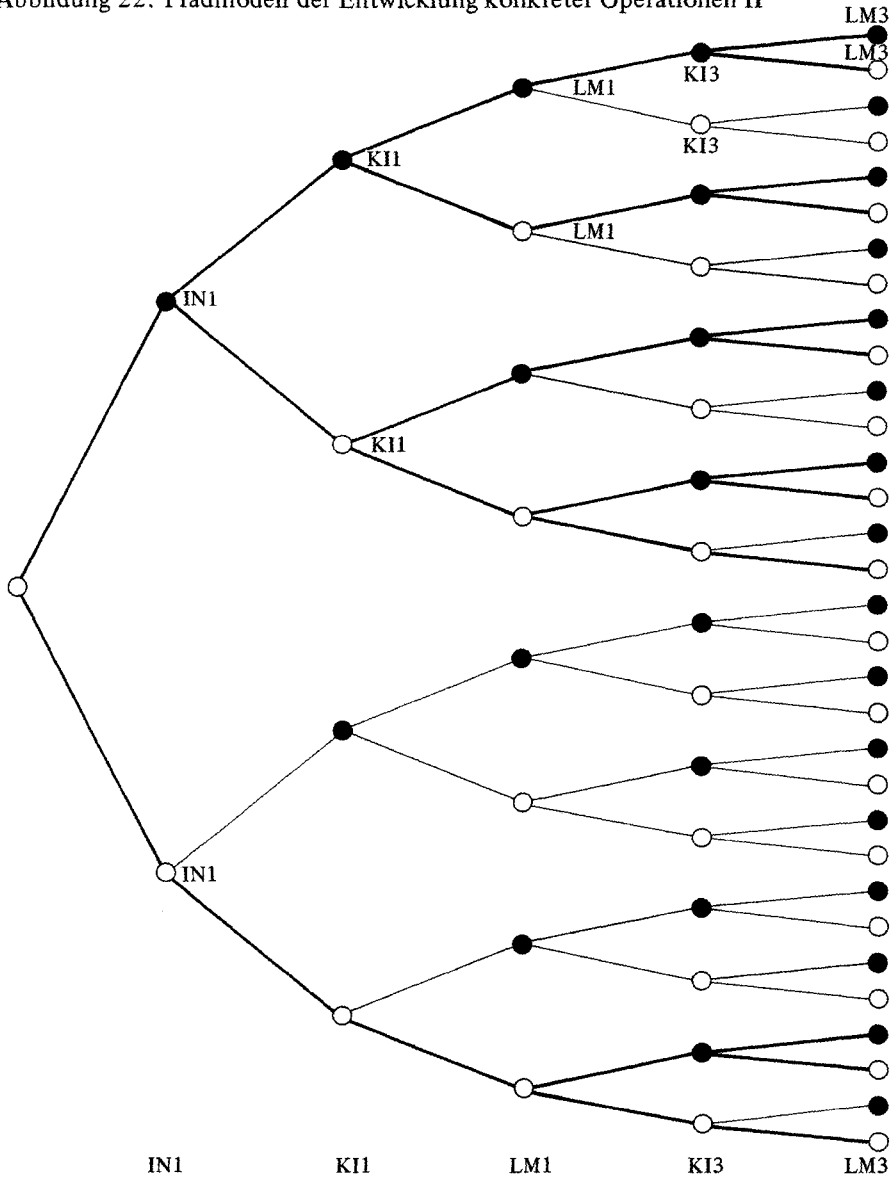 Abbildung 22: Pfadmodell der Entwicklung konkreter Operationen II
LM3
LM3
KI3
LM1
KI3
KI1
LM1
IN1
KI1
IN1
IN1 KI1 LM1 KI3 LM3